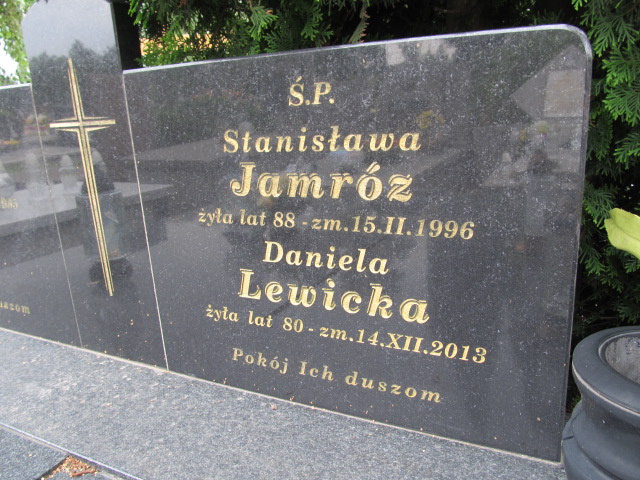 Ś.P.
Stanisława
Jamróz
żyła lat 88 - zm. 15.II.1996
Daniela
Lewicka
żyła lat 80 - zm. 14.XII.2013
Pokój Ich duszom
duszom